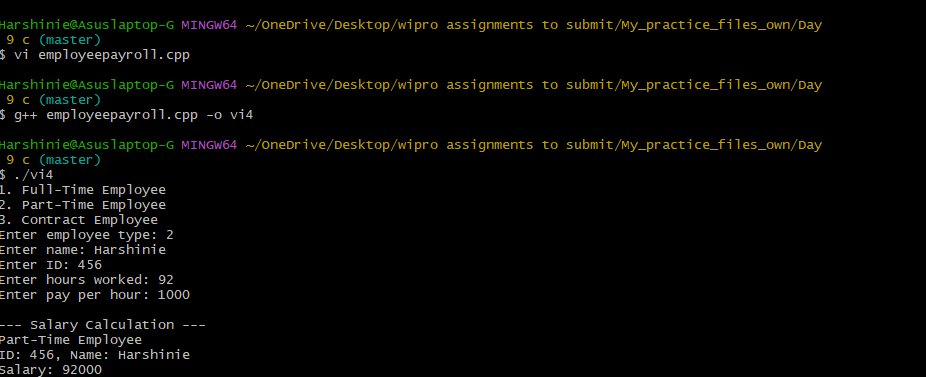 Harshinie@Asuslaptop-G MINGW64 ~/OneDrive/Desktop/wipro assignments to submit/My_practice_files_own/Day
 9 c (master)
$ vi employeepayroll.cpp
Harshinie@Asuslaptop-G MINGW64 ~/OneDrive/Desktop/wipro assignments to submit/My_practice_files_own/Day
 9 c (master)
$ g++ employeepayroll.cpp -o vi4
Harshinie@Asuslaptop-G MINGW64 ~/OneDrive/Desktop/wipro assignments to submit/My_practice_files_own/Day
 9 c (master)
$ ./vi4
1. Full-Time Employee
2. Part-Time Employee
3. Contract Employee
Enter employee type: 2
Enter name: Harshinie
Enter ID: 456
Enter hours worked: 92
Enter pay per hour: 1000
--- Salary Calculation ---
Part-Time Employee
ID: 456, Name: Harshinie
Salary: 92000